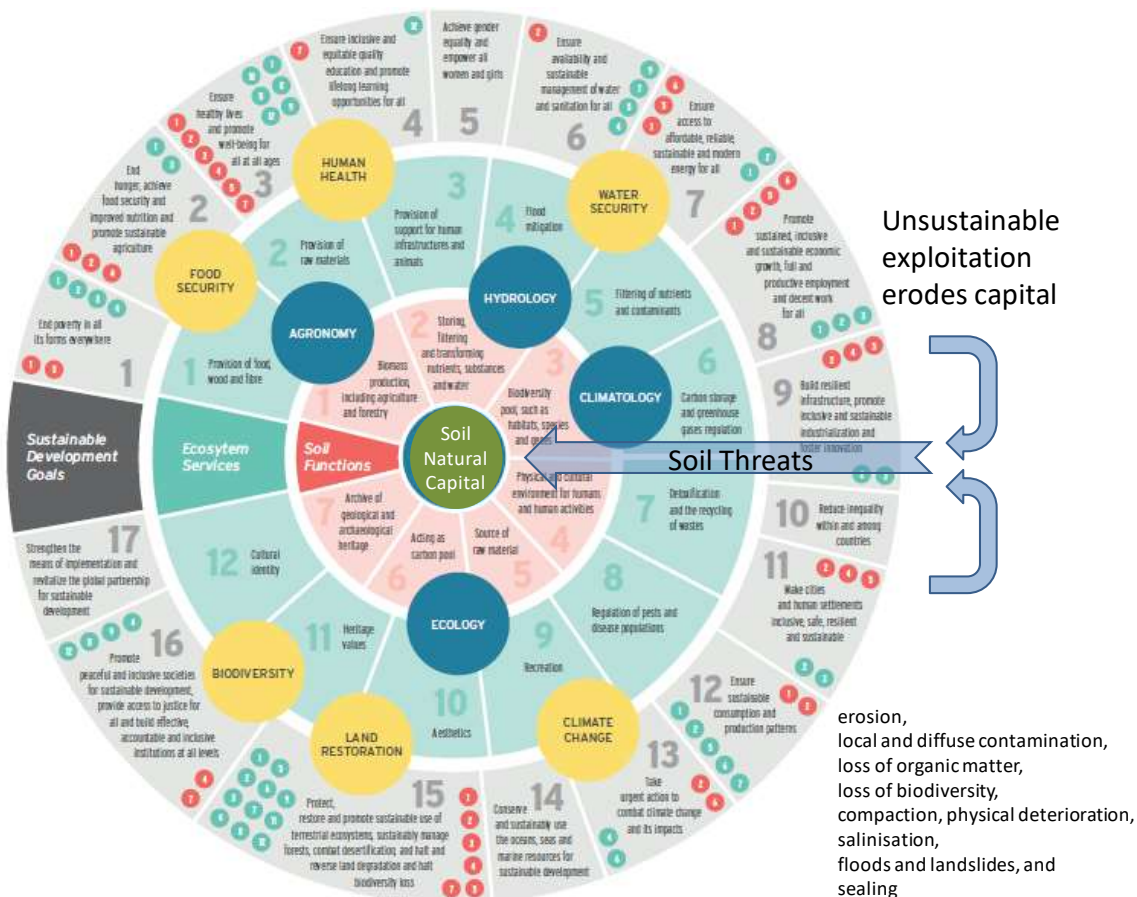 Sustainable
Development
Goals
1
End poverty in all
its forms everywhere
2
End
hunger, achieve
food security and
improved nutrition and
promote sustainable
agriculture
3
Ensure
healthy lives
and promote
well-being for
all at all ages
4
Ensure inclusive and
equitable quality
education and promote
lifelong learning
opportunities for all
5
Achieve gender
equality and
empower all
women and girls
6
Ensure
availability and
sustainable
management of water
and sanitation for all
7
Ensure
access to
affordable, reliable,
sustainable and modern
energy for all
8
Promote
sustained, inclusive
and sustainable economic
growth, full and
productive employment
and decent work
for all
9
Build resilient
infrastructure, promote
inclusive and sustainable
industrialization and
foster innovation
10
Reduce inequality
within and among
countries
11
Make cities
and human settlements
inclusive, safe, resilient
and sustainable
12
Ensure
sustainable
consumption and
production patterns
13
Take
urgent action to
combat climate change
and its impacts
14
Conserve
and sustainably use
the oceans, seas and
marine resources for
sustainable development
15
Protect,
restore and promote sustainable use of
terrestrial ecosystems, sustainably manage
forests, combat desertification, and halt and
reverse land degradation and halt
biodiversity loss
16
Promote
peaceful and inclusive societies
for sustainable development,
provide access to justice for
all and build effective,
accountable and inclusive
institutions at all levels
17
Strengthen the
means of implementation and
revitalize the global partnership
for sustainable
development
FOOD
SECURITY
HUMAN
HEALTH
WATER
SECURITY
CLIMATE
CHANGE
LAND
RESTORATION
BIODIVERSITY
Ecosytem
Services
1
Provision of food,
wood and fibre
2
Provision of
raw materials
3
Provision of
support for human
infrastructures and
animals
4
Flood
mitigation
5
Filtering of nutrients
and contaminants
6
Carbon storage
and greenhouse
gases regulation
7
Detoxification
and the recycling
of wastes
8
Regulation of pests and
disease populations
9
Recreation
10
Aesthetics
11
Heritage
values
12
Cultural
identity
AGRONOMY
HYDROLOGY
CLIMATOLOGY
ECOLOGY
Soil
Functions
1
Biomass
production,
including agriculture
and forestry
2
Storing,
filtering
and transforming
nutrients, substances
and water
3
Biodiversity
pool, such as
habitats, species
and genes
4
Physical and cultural
environment for humans
and human activities
5
Source of
raw material
6
Acting as
carbon pool
7
Archive of
geological and
archaeological
heritage
Soil
Natural
Capital
Soil Threats
Unsustainable
exploitation
erodes capital
erosion,
local and diffuse contamination,
loss of organic matter,
loss of biodiversity,
compaction, physical deterioration,
salinisation,
floods and landslides, and
sealing